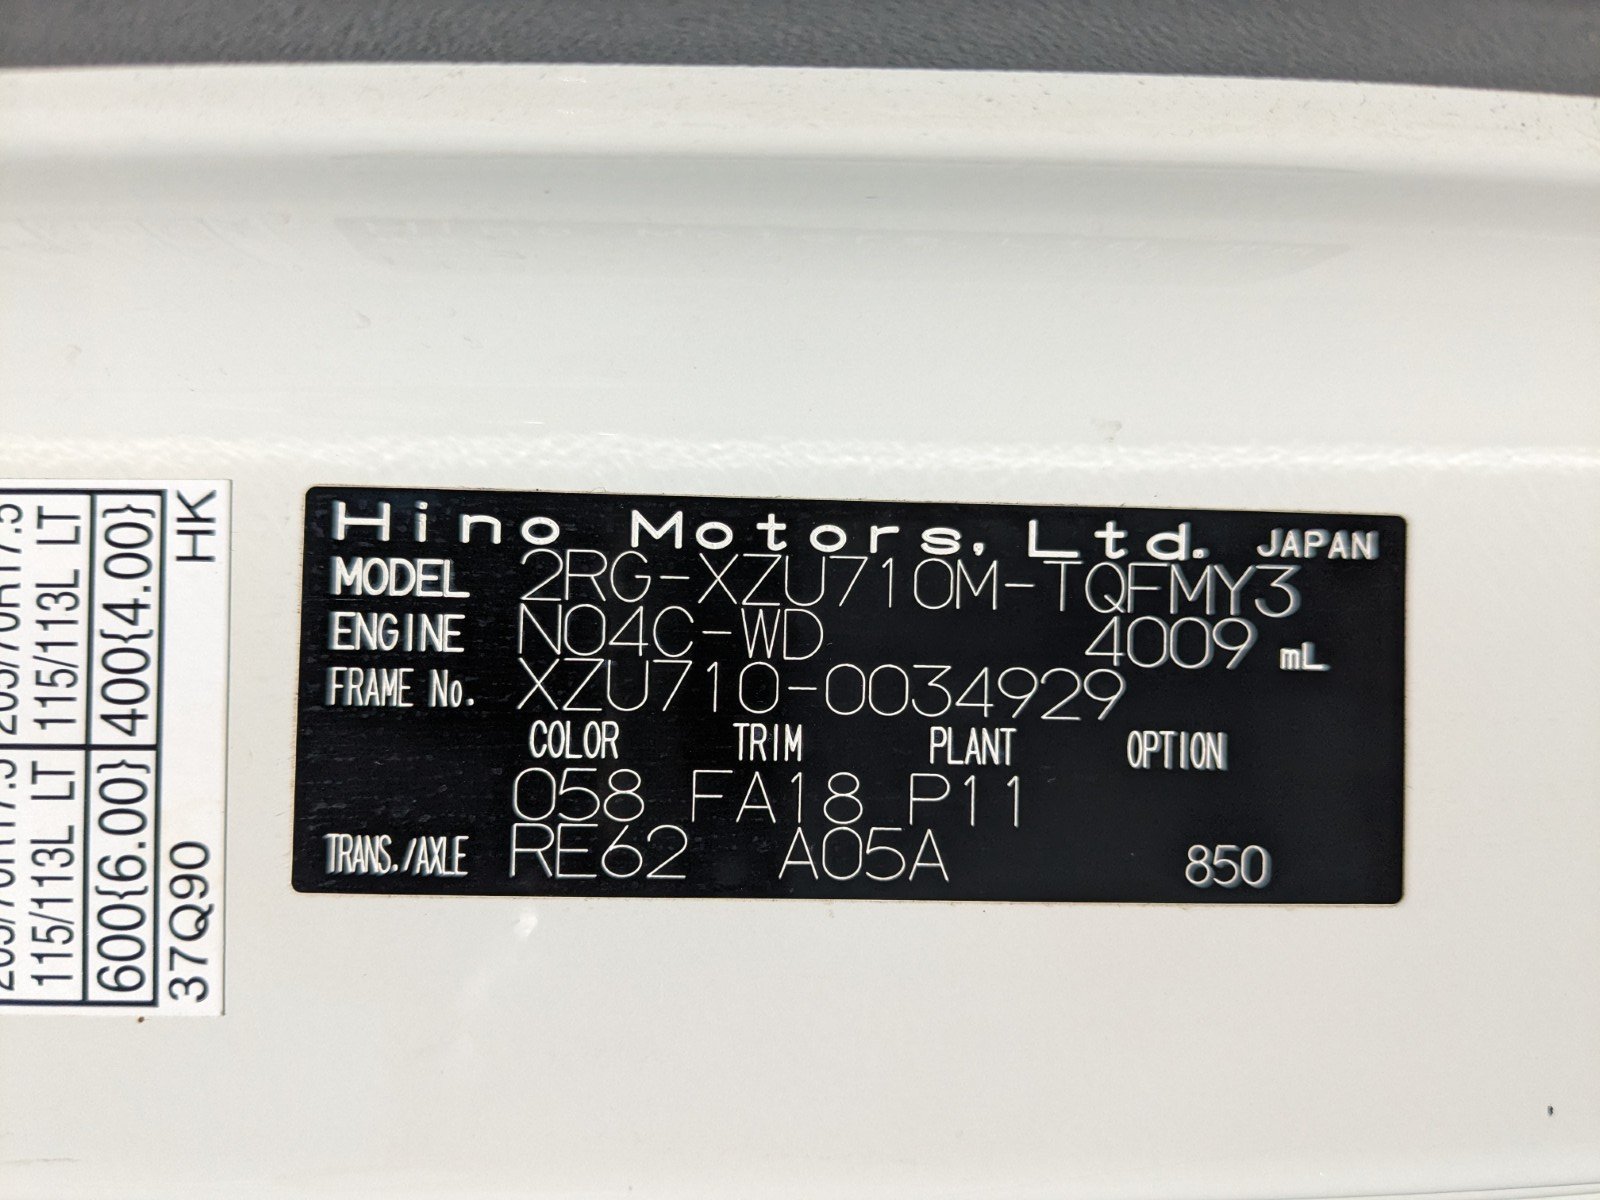 Hino Motors, Ltd. JAPAN
MODEL 2RG-XZU710M-TQFMY3
ENGINE N04C-WD 4009 mL
FRAME No. XZU710-0034929
COLOR TRIM PLANT OPTION
058 FA18 P11
TRANS./AXLE RE62 A05A 850
115/113L LT 115/113L LT
600{6.00} 400{4.00}
37Q90 HK